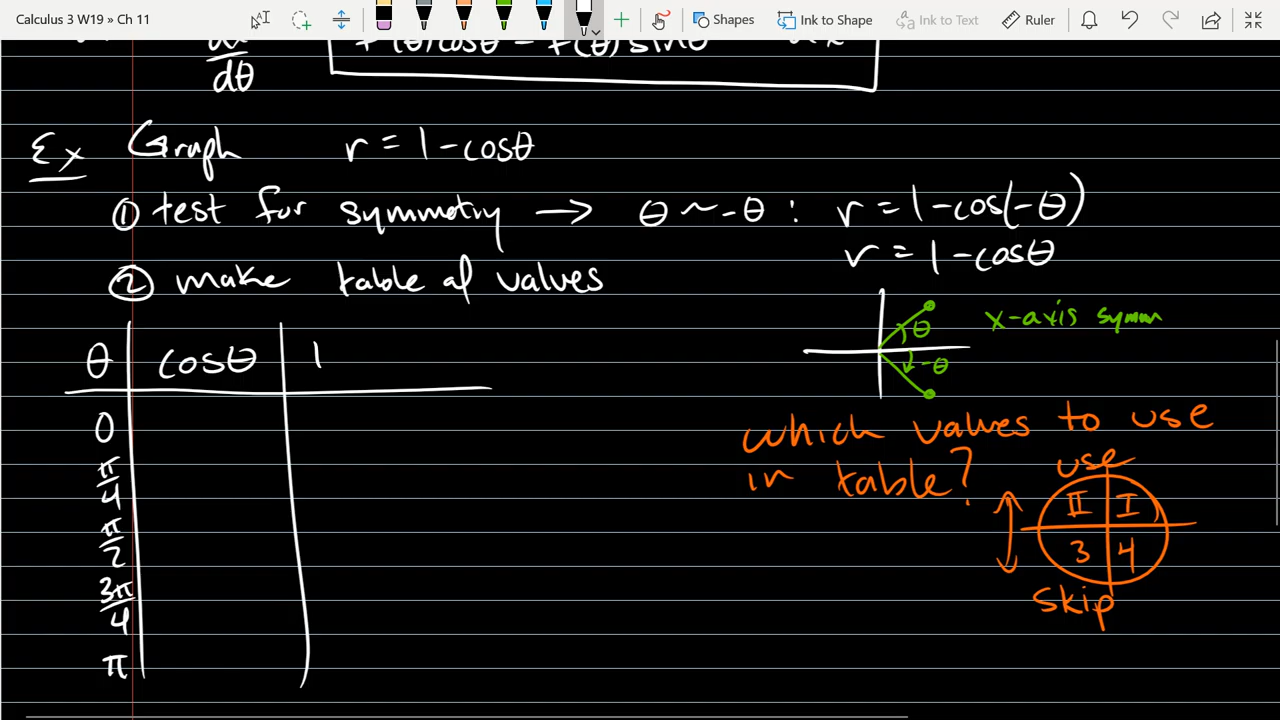 Calculus 3 W19 » Ch 11
Shapes Ink to Shape Ink to Text Ruler
dθ
f(θ)cosθ - f(θ)sinθ
Ex Graph r = 1-cosθ
① test for symmetry → θ ~ -θ : r = 1-cos(-θ)
r = 1-cosθ
② make table of values
θ
-θ
x-axis symm
θ cosθ 1
0
π/4
π/2
3π/4
π
which values to use
in table?
use
II I
3 4
Skip